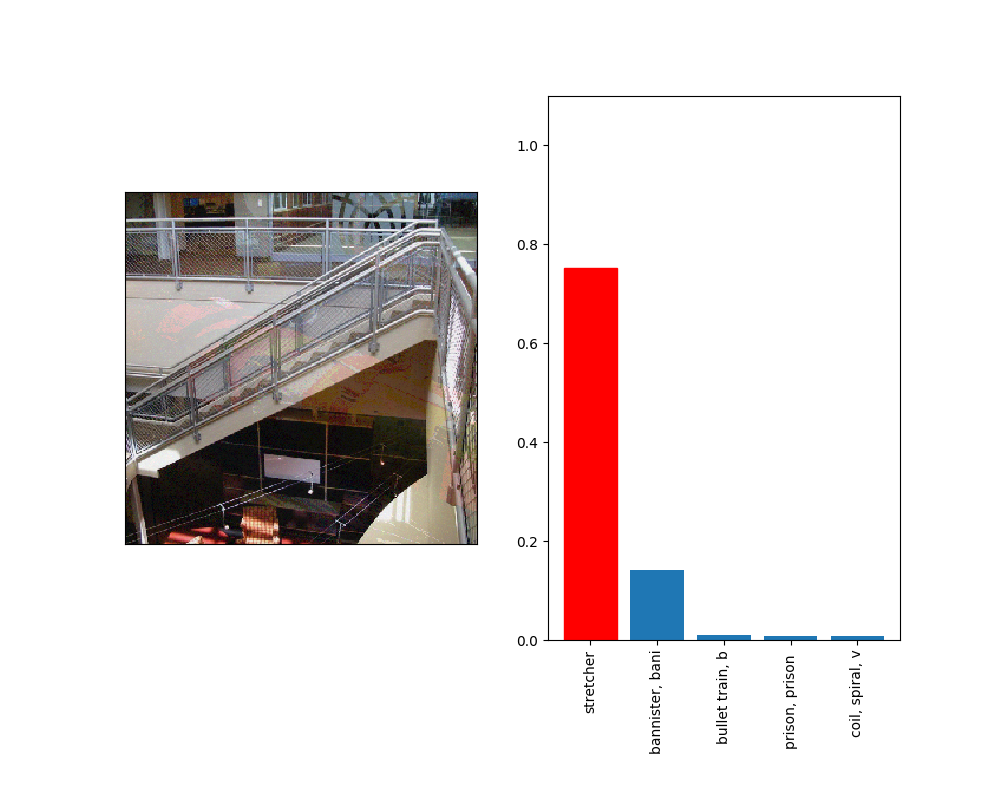 1.0
0.8
0.6
0.4
0.2
0.0
stretcher
bannister, bani
bullet train, b
prison, prison
coil, spiral, v